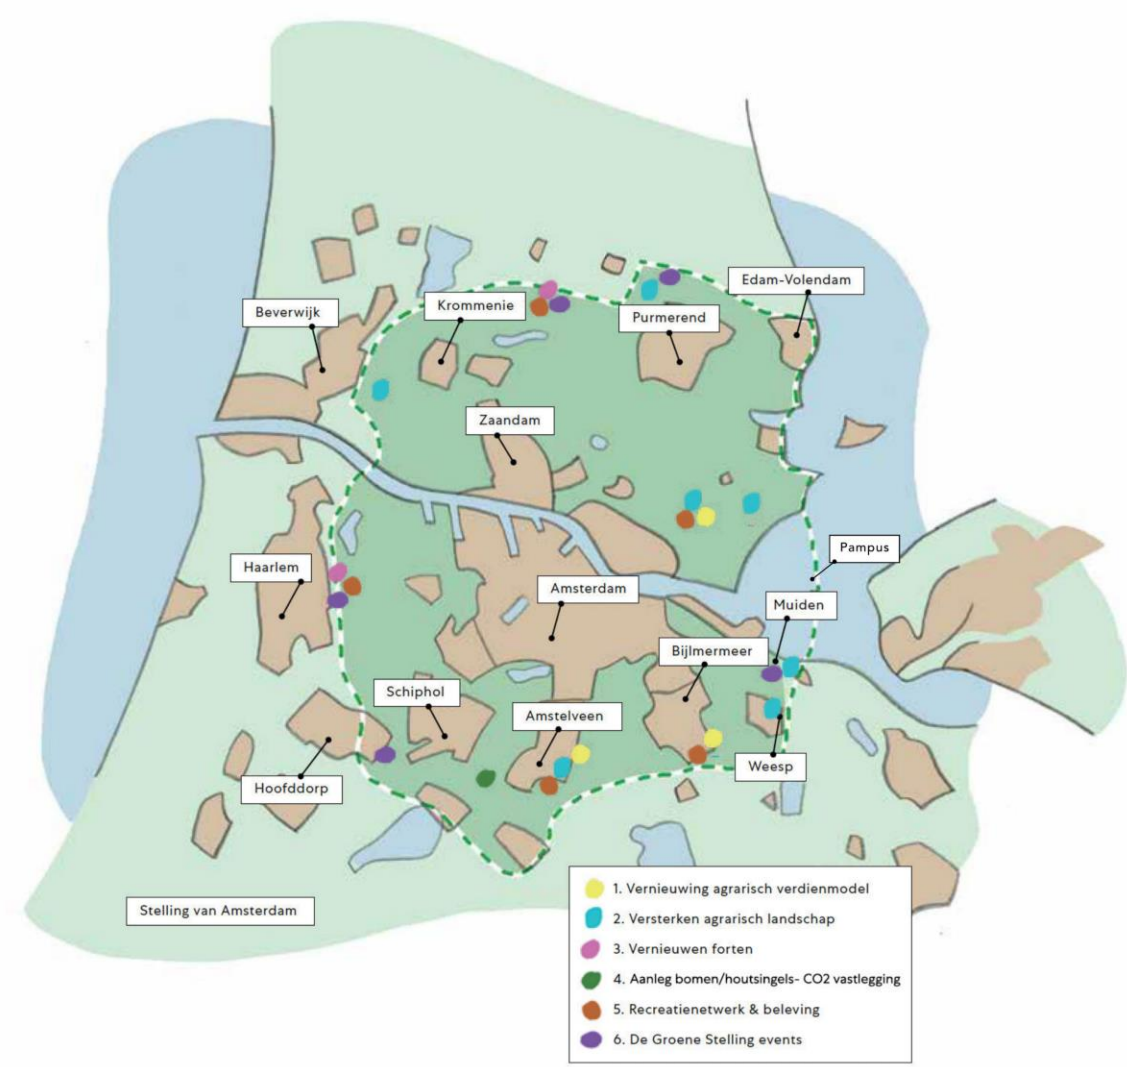 Edam-Volendam
Krommenie
Beverwijk
Purmerend
Zaandam
Pampus
Haarlem
Amsterdam
Muiden
Bijlmermeer
Schiphol
Amstelveen
Weesp
Hoofddorp
Stelling van Amsterdam
1. Vernieuwing agrarisch verdienmodel
2. Versterken agrarisch landschap
3. Vernieuwen forten
4. Aanleg bomen/houtsingels- CO2 vastlegging
5. Recreatienetwerk & beleving
6. De Groene Stelling events